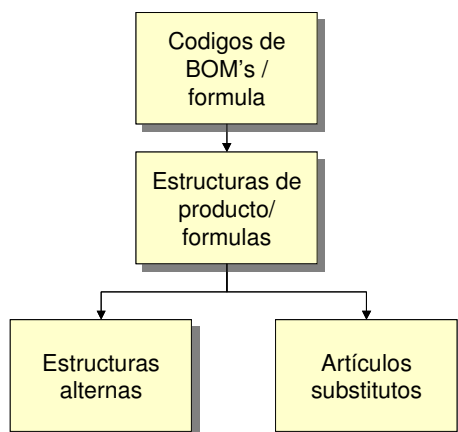 Codigos de
BOM's /
formula
Estructuras de
producto/
formulas
Estructuras
alternas
Artículos
substitutos